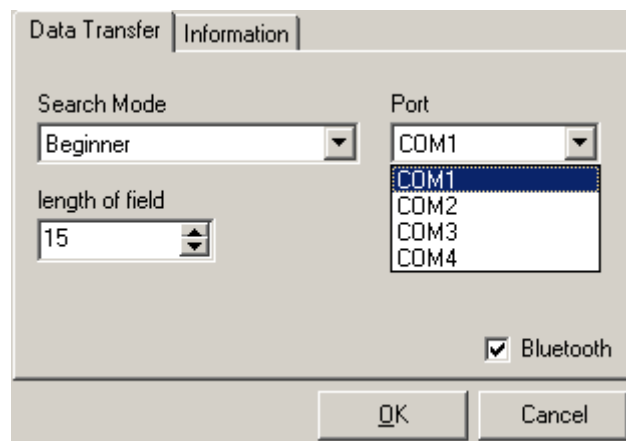 Data Transfer Information
Search Mode Port
Beginner COM1
COM1
length of field COM2
15 COM3
COM4
Bluetooth
OK Cancel